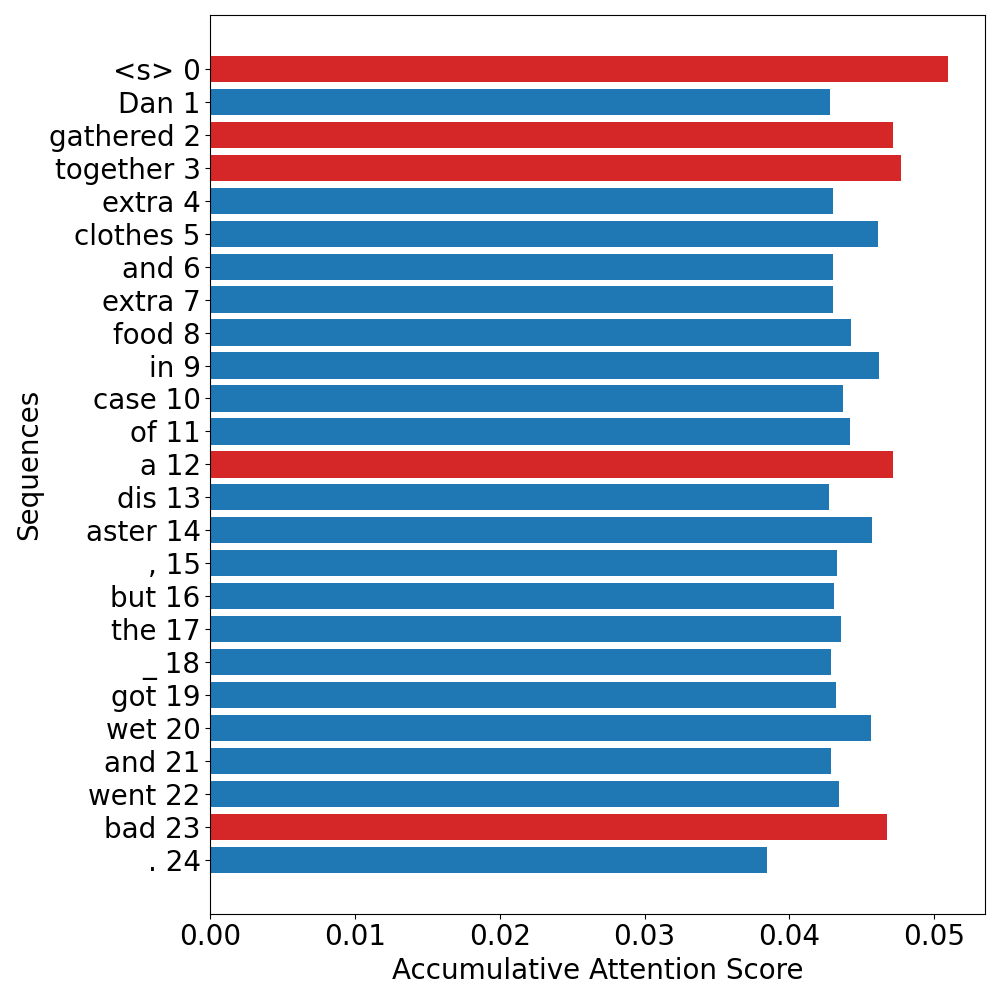 <s> 0
Dan 1
gathered 2
together 3
extra 4
clothes 5
and 6
extra 7
food 8
in 9
case 10
of 11
a 12
dis 13
aster 14
, 15
but 16
the 17
_ 18
got 19
wet 20
and 21
went 22
bad 23
. 24
Sequences
0.00 0.01 0.02 0.03 0.04 0.05
Accumulative Attention Score